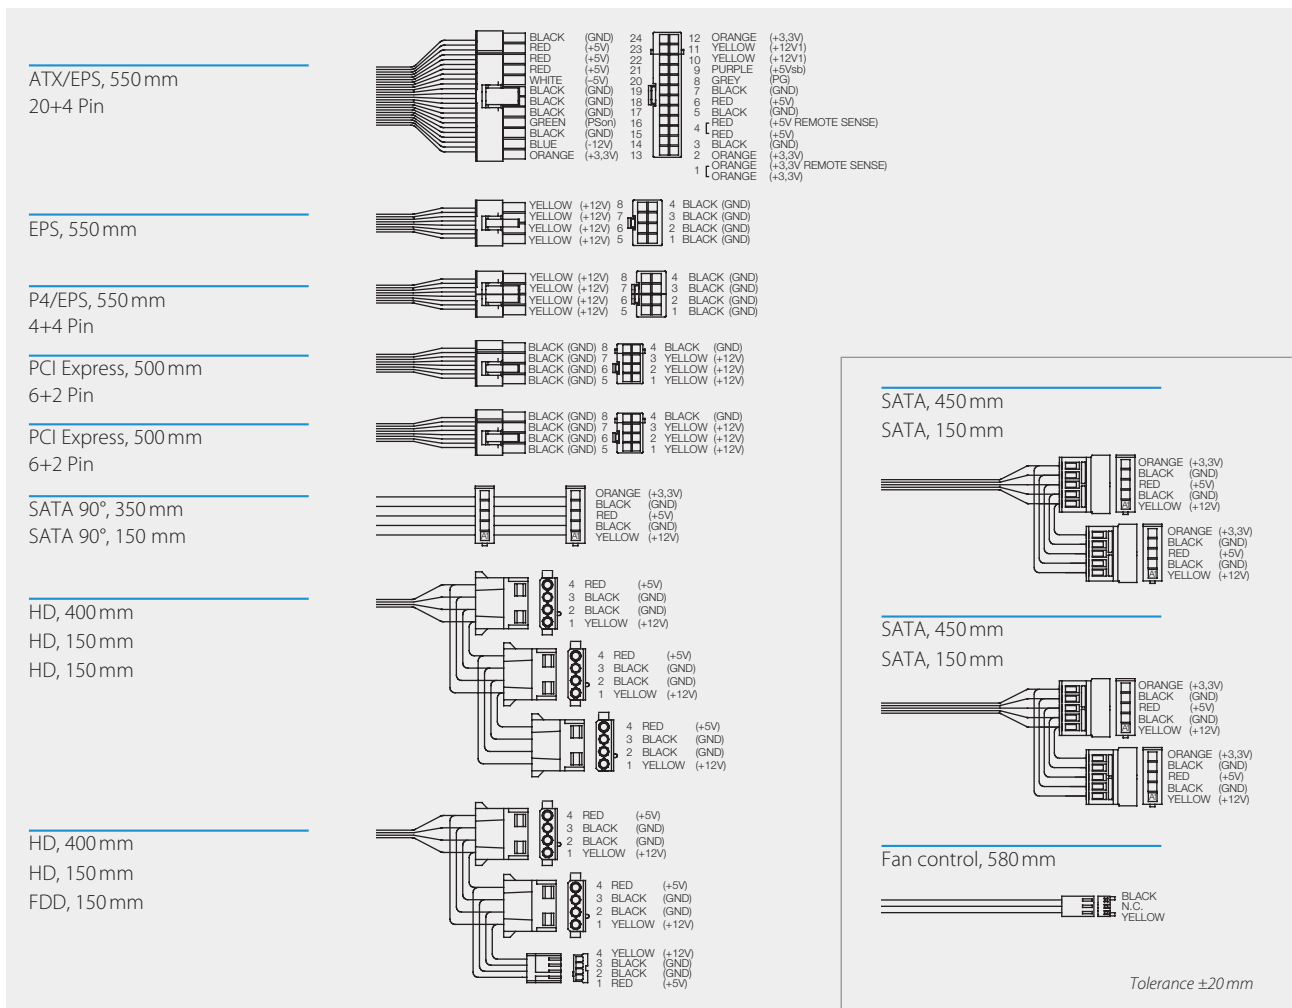 ATX/EPS, 550 mm
20+4 Pin
BLACK (GND) 24
RED (+5V) 23
RED (+5V) 22
RED (+5V) 21
WHITE (–5V) 20
BLACK (GND) 19
BLACK (GND) 18
BLACK (GND) 17
GREEN (PSon) 16
BLACK (GND) 15
BLUE (-12V) 14
ORANGE (+3,3V) 13
12 ORANGE (+3,3V)
11 YELLOW (+12V1)
10 YELLOW (+12V1)
9 PURPLE (+5Vsb)
8 GREY (PG)
7 BLACK (GND)
6 RED (+5V)
5 BLACK (GND)
4 RED (+5V REMOTE SENSE)
RED (+5V)
3 BLACK (GND)
2 ORANGE (+3,3V)
1 ORANGE (+3,3V REMOTE SENSE)
ORANGE (+3,3V)
EPS, 550 mm
YELLOW (+12V) 8 4 BLACK (GND)
YELLOW (+12V) 7 3 BLACK (GND)
YELLOW (+12V) 6 2 BLACK (GND)
YELLOW (+12V) 5 1 BLACK (GND)
P4/EPS, 550 mm
4+4 Pin
YELLOW (+12V) 8 4 BLACK (GND)
YELLOW (+12V) 7 3 BLACK (GND)
YELLOW (+12V) 6 2 BLACK (GND)
YELLOW (+12V) 5 1 BLACK (GND)
PCI Express, 500 mm
6+2 Pin
BLACK (GND) 8 4 BLACK (GND)
BLACK (GND) 7 3 YELLOW (+12V)
BLACK (GND) 6 2 YELLOW (+12V)
BLACK (GND) 5 1 YELLOW (+12V)
PCI Express, 500 mm
6+2 Pin
BLACK (GND) 8 4 BLACK (GND)
BLACK (GND) 7 3 YELLOW (+12V)
BLACK (GND) 6 2 YELLOW (+12V)
BLACK (GND) 5 1 YELLOW (+12V)
SATA 90°, 350 mm
SATA 90°, 150 mm
ORANGE (+3,3V)
BLACK (GND)
RED (+5V)
BLACK (GND)
YELLOW (+12V)
HD, 400 mm
HD, 150 mm
HD, 150 mm
4 RED (+5V)
3 BLACK (GND)
2 BLACK (GND)
1 YELLOW (+12V)
4 RED (+5V)
3 BLACK (GND)
2 BLACK (GND)
1 YELLOW (+12V)
4 RED (+5V)
3 BLACK (GND)
2 BLACK (GND)
1 YELLOW (+12V)
HD, 400 mm
HD, 150 mm
FDD, 150 mm
4 RED (+5V)
3 BLACK (GND)
2 BLACK (GND)
1 YELLOW (+12V)
4 RED (+5V)
3 BLACK (GND)
2 BLACK (GND)
1 YELLOW (+12V)
4 YELLOW (+12V)
3 BLACK (GND)
2 BLACK (GND)
1 RED (+5V)
SATA, 450 mm
SATA, 150 mm
ORANGE (+3,3V)
BLACK (GND)
RED (+5V)
BLACK (GND)
YELLOW (+12V)
ORANGE (+3,3V)
BLACK (GND)
RED (+5V)
BLACK (GND)
YELLOW (+12V)
SATA, 450 mm
SATA, 150 mm
ORANGE (+3,3V)
BLACK (GND)
RED (+5V)
BLACK (GND)
YELLOW (+12V)
ORANGE (+3,3V)
BLACK (GND)
RED (+5V)
BLACK (GND)
YELLOW (+12V)
Fan control, 580 mm
BLACK
N.C.
YELLOW
Tolerance ±20 mm